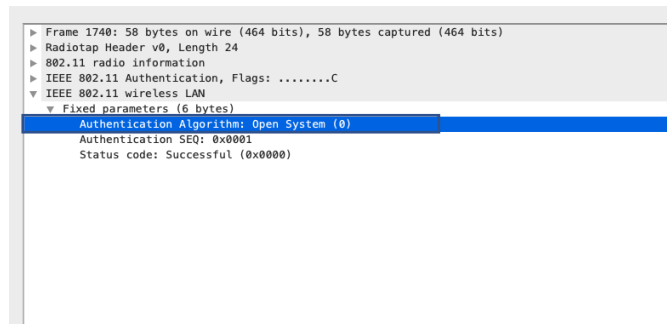 Frame 1740: 58 bytes on wire (464 bits), 58 bytes captured (464 bits)
Radiotap Header v0, Length 24
802.11 radio information
IEEE 802.11 Authentication, Flags: ........C
IEEE 802.11 wireless LAN
Fixed parameters (6 bytes)
Authentication Algorithm: Open System (0)
Authentication SEQ: 0x0001
Status code: Successful (0x0000)